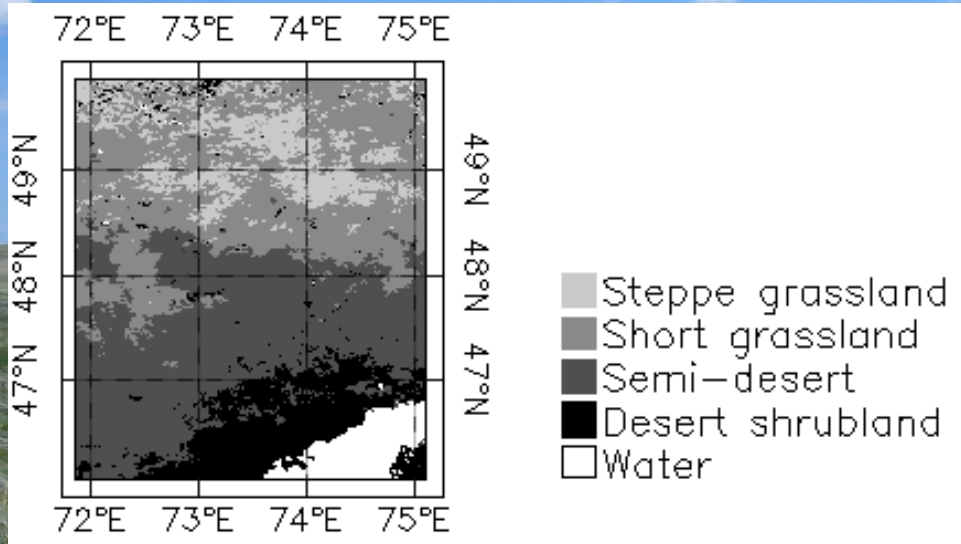 72°E 73°E 74°E 75°E
49°N
49°N
48°N
48°N
47°N
47°N
72°E 73°E 74°E 75°E
Steppe grassland
Short grassland
Semi-desert
Desert shrubland
Water